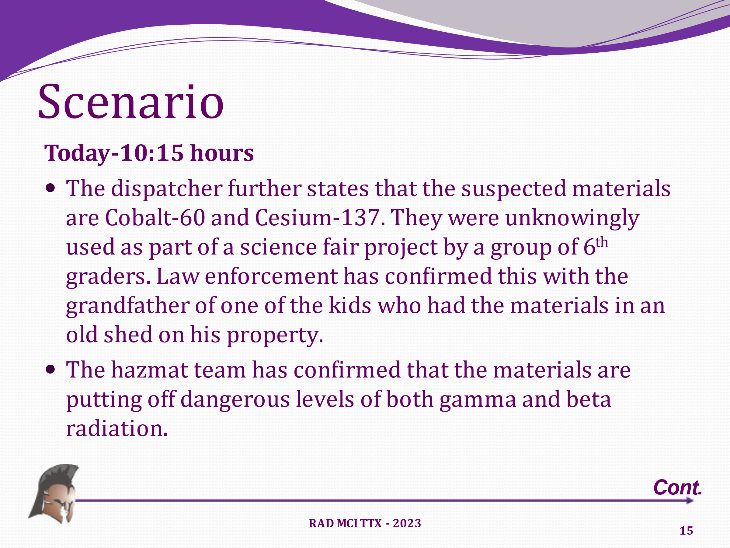 Scenario
Today-10:15 hours
• The dispatcher further states that the suspected materials
are Cobalt-60 and Cesium-137. They were unknowingly
used as part of a science fair project by a group of 6th
graders. Law enforcement has confirmed this with the
grandfather of one of the kids who had the materials in an
old shed on his property.
• The hazmat team has confirmed that the materials are
putting off dangerous levels of both gamma and beta
radiation.
Cont.
RAD MCI TTX - 2023
15